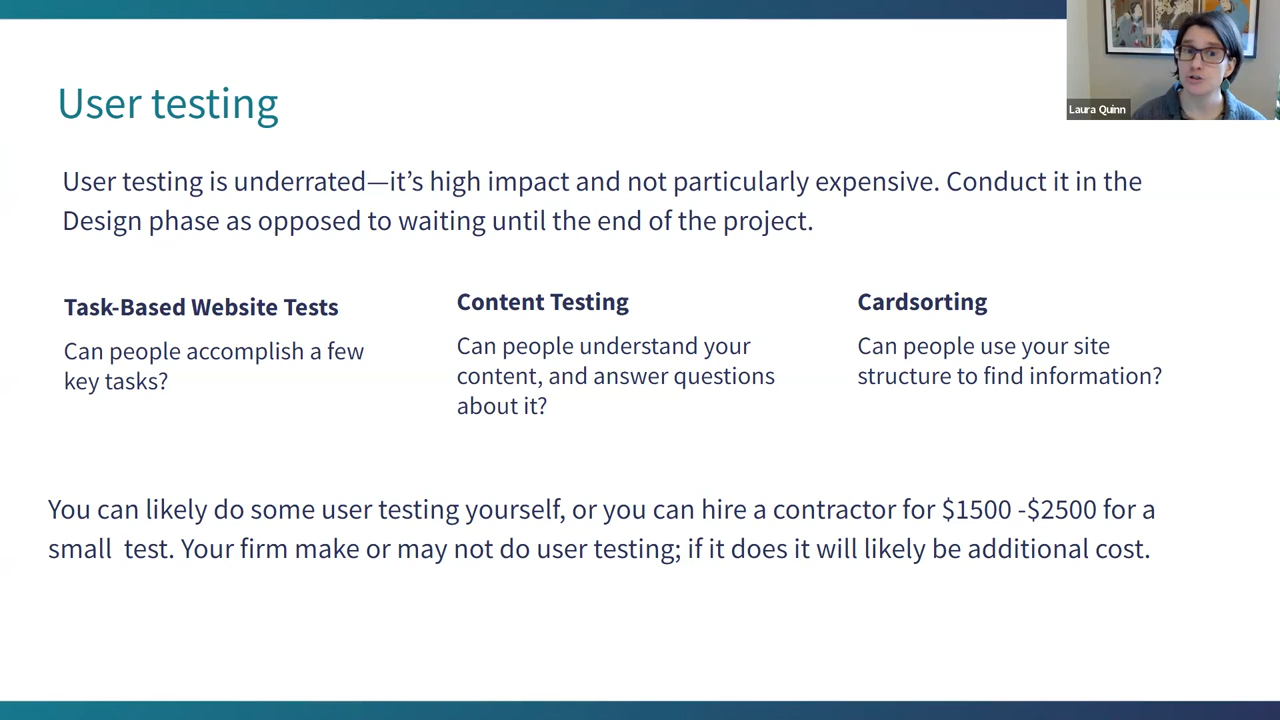 Laura Quinn
User testing
User testing is underrated—it’s high impact and not particularly expensive. Conduct it in the
Design phase as opposed to waiting until the end of the project.
Task-Based Website Tests
Can people accomplish a few
key tasks?
Content Testing
Can people understand your
content, and answer questions
about it?
Cardsorting
Can people use your site
structure to find information?
You can likely do some user testing yourself, or you can hire a contractor for $1500 -$2500 for a
small  test. Your firm make or may not do user testing; if it does it will likely be additional cost.